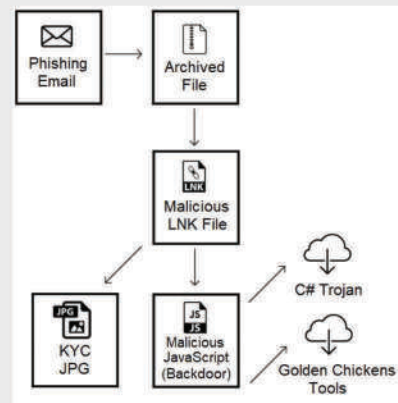 Phishing
Email
Archived
File
LNK
Malicious
LNK File
JPG
KYC
JPG
JS
JS
Malicious
JavaScript
(Backdoor)
C# Trojan
Golden Chickens
Tools